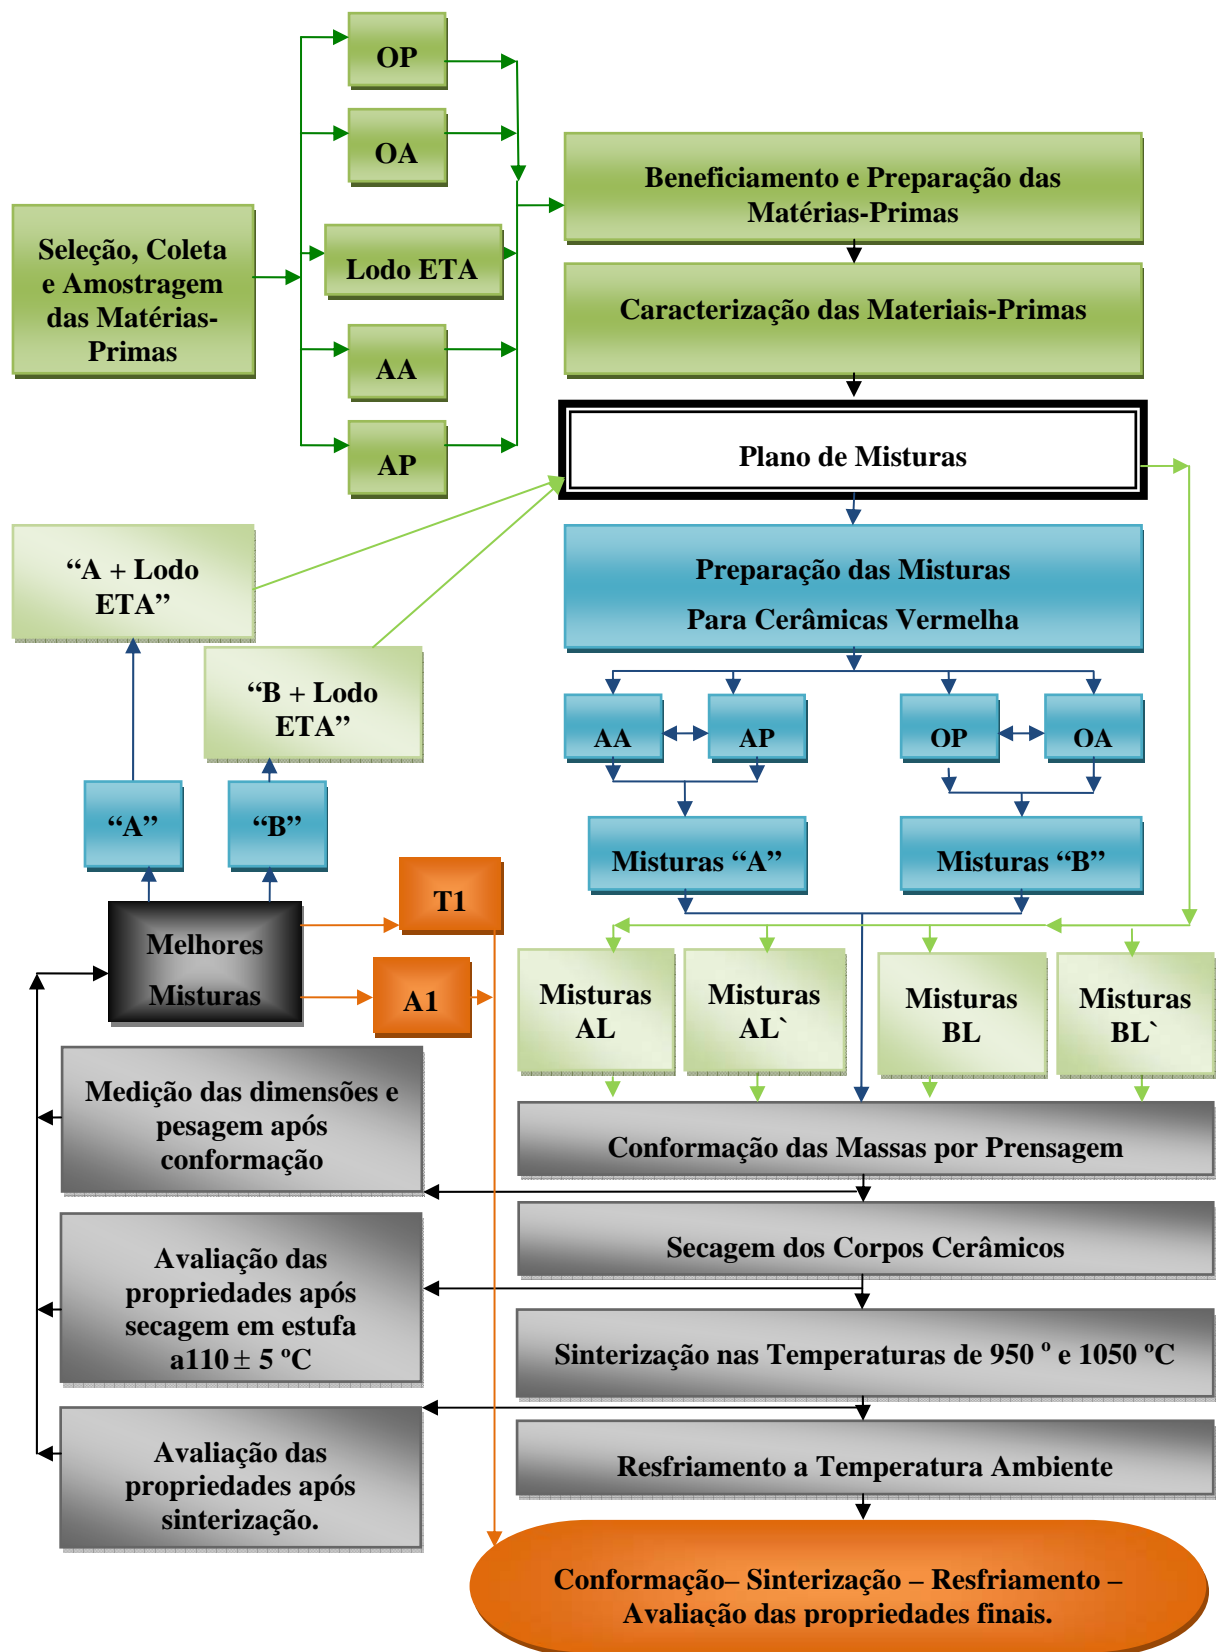 OP
OA
Lodo ETA
AA
AP
Seleção, Coleta
e Amostragem
das Matérias-
Primas
Beneficiamento e Preparação das
Matérias-Primas
Caracterização das Materiais-Primas
Plano de Misturas
“A + Lodo
ETA”
“B + Lodo
ETA”
Preparação das Misturas
Para Cerâmicas Vermelha
AA
AP
OP
OA
“A”
“B”
Misturas “A”
Misturas “B”
Melhores
Misturas
T1
A1
Misturas
AL
Misturas
AL`
Misturas
BL
Misturas
BL`
Medição das dimensões e
pesagem após
conformação
Conformação das Massas por Prensagem
Avaliação das
propriedades após
secagem em estufa
a110 ± 5 ºC
Secagem dos Corpos Cerâmicos
Sinterização nas Temperaturas de 950 º e 1050 ºC
Avaliação das
propriedades após
sinterização.
Resfriamento a Temperatura Ambiente
Conformação– Sinterização – Resfriamento –
Avaliação das propriedades finais.